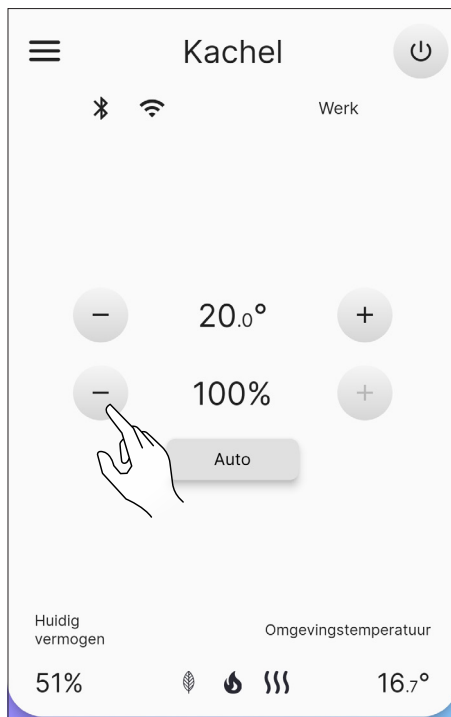 Kachel
Werk
− 20.0° +
− 100% +
Auto
Huidig
vermogen
Omgevingstemperatuur
51%
16.7°